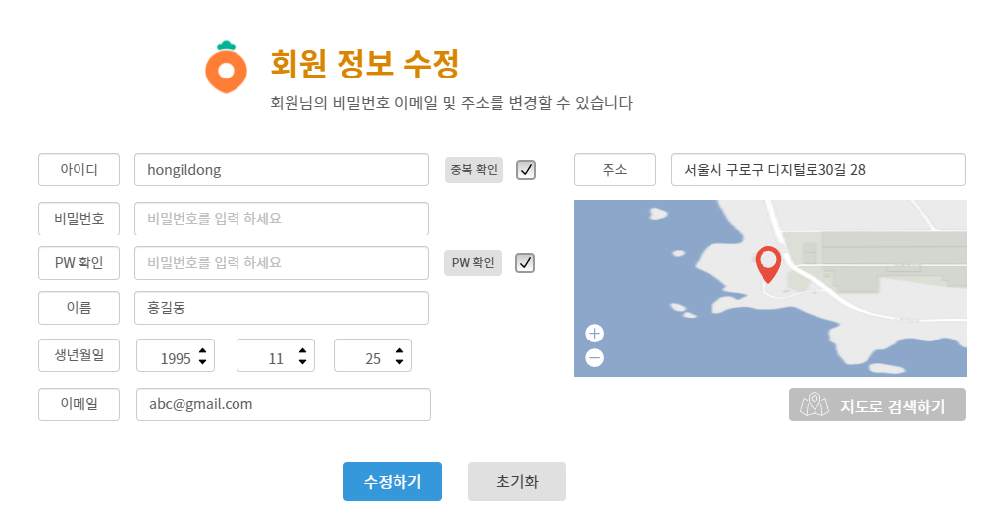 회원 정보 수정
회원님의 비밀번호 이메일 및 주소를 변경할 수 있습니다
아이디 hongildong 중복 확인
비밀번호 비밀번호를 입력 하세요
PW 확인 비밀번호를 입력 하세요 PW 확인
이름 홍길동
생년월일 1995 11 25
이메일 abc@gmail.com
주소 서울시 구로구 디지털로30길 28
지도로 검색하기
수정하기 초기화